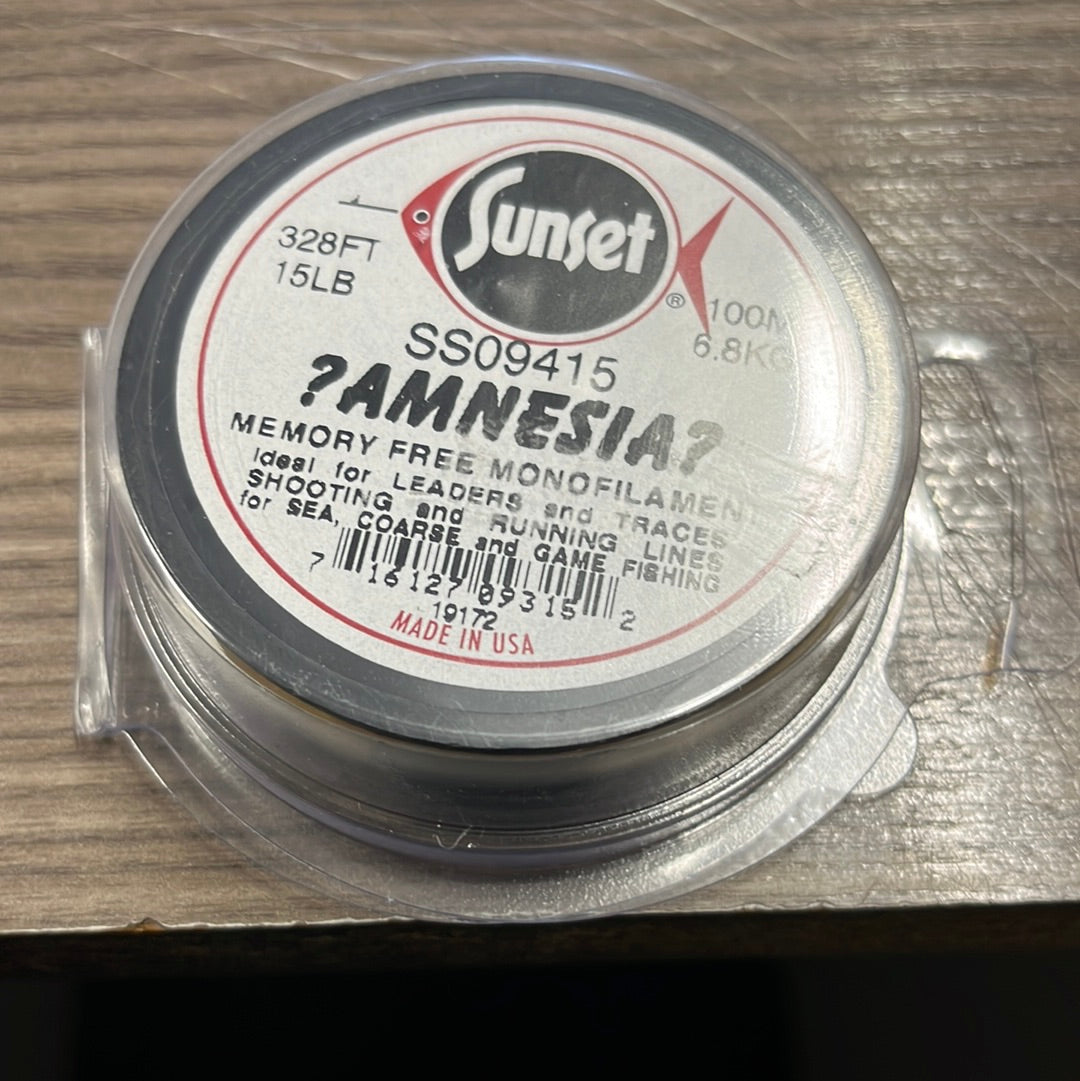 Sunset
®
328FT
15LB
100M
6.8KG
SS09415
?AMNESIA?
MEMORY FREE MONOFILAMEN
Ideal for LEADERS and TRACES
SHOOTING and RUNNING LINES
for SEA, COARSE and GAME FISHING
7 16127 09315 2
19172
MADE IN USA